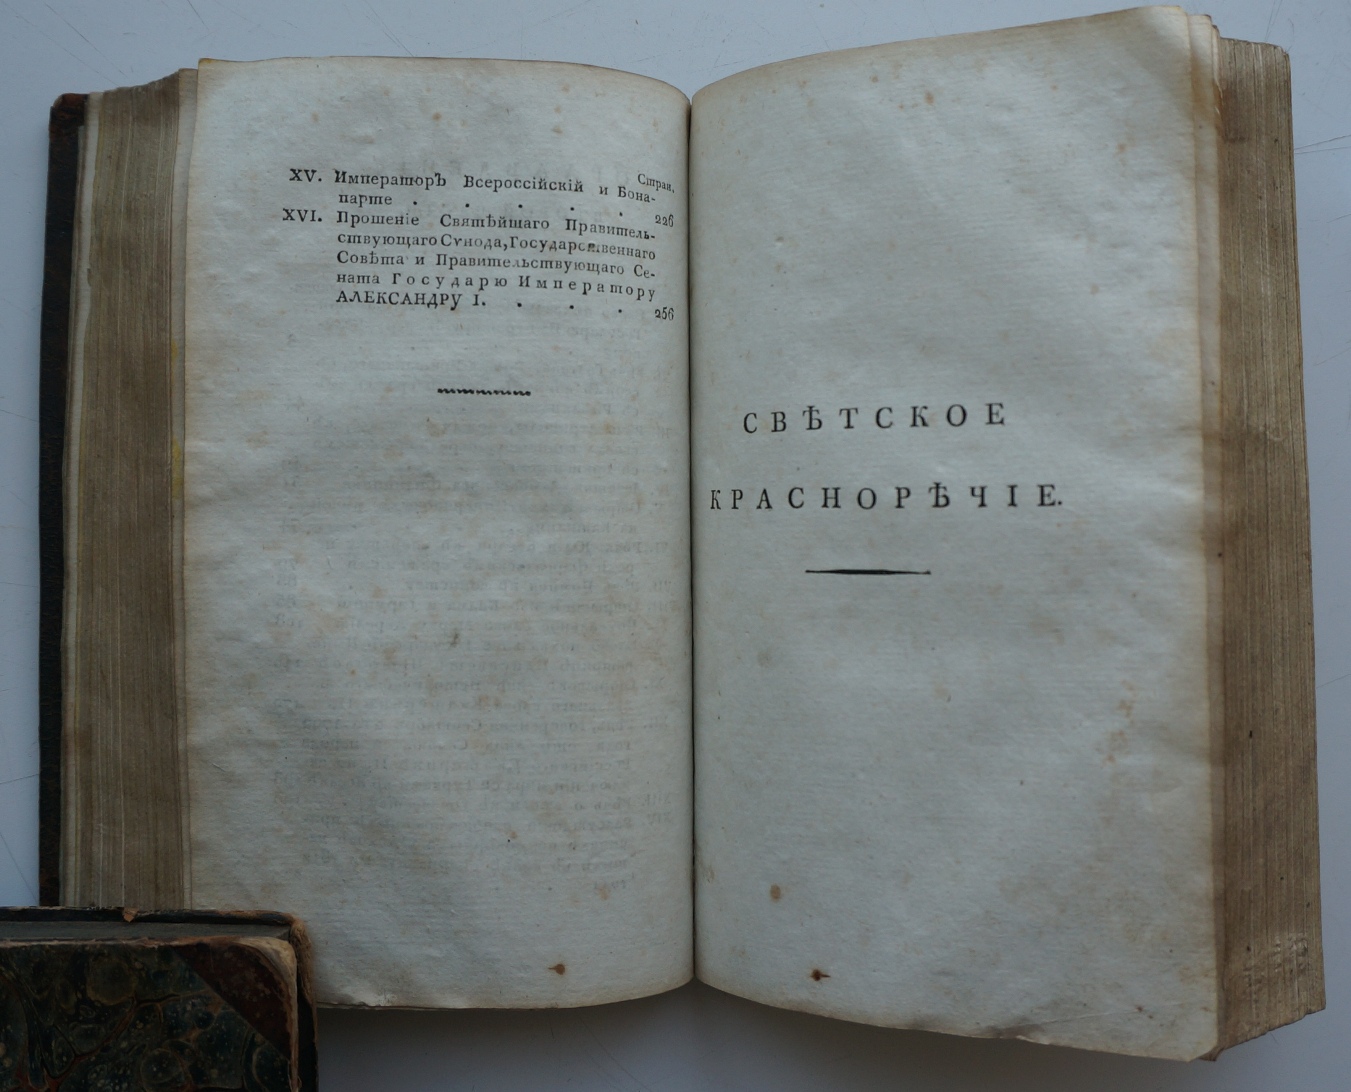 Стран.
XV. Императоръ Всероссійскій и Бона-
парте . . . . . 226
XVI. Прошеніе Святѣйшаго Правитель-
ствующаго Сѵнода, Государственнаго
Совѣта и Правительствующаго Се-
ната Государю Императору
АЛЕКСАНДРУ I. . . . 256
СВѢТСКОЕ
КРАСНОРѢЧІЕ.